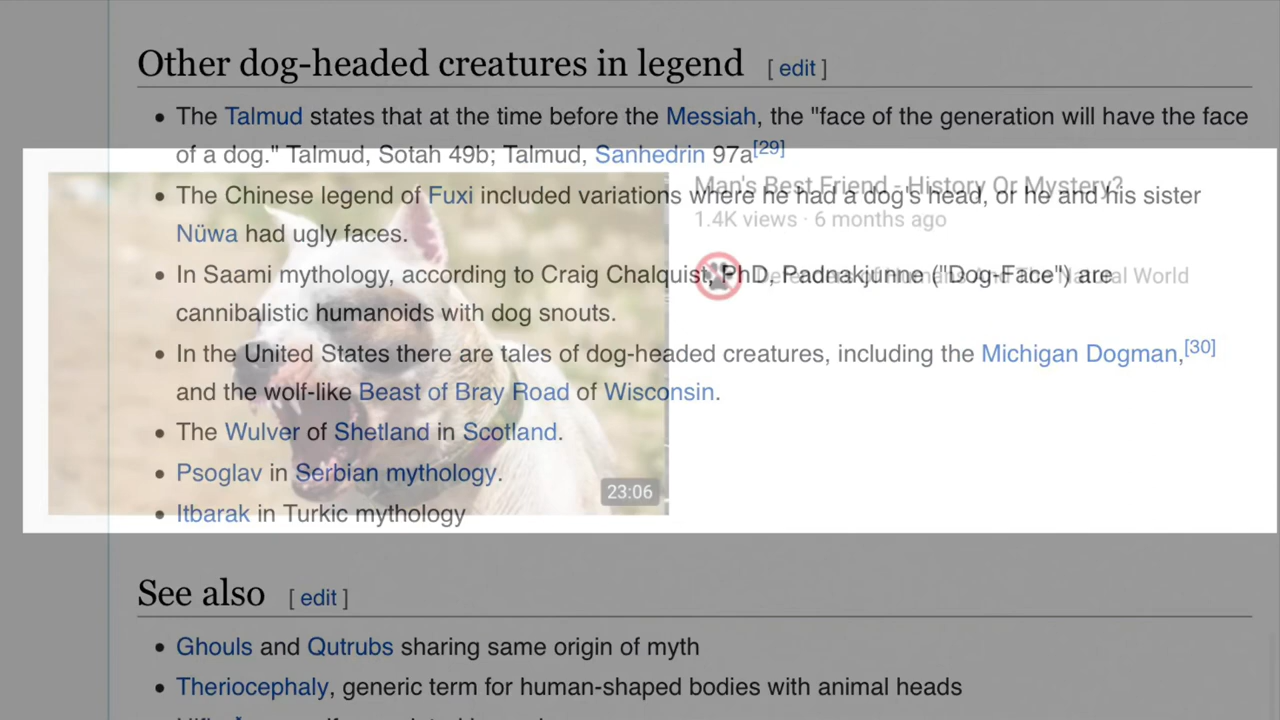 Other dog-headed creatures in legend [ edit ]
• The Talmud states that at the time before the Messiah, the "face of the generation will have the face
of a dog." Talmud, Sotah 49b; Talmud, Sanhedrin 97a[29]
Man's Best Friend - History Or Mystery?
• The Chinese legend of Fuxi included variations where he had a dog's head, or he and his sister
1.4K views · 6 months ago
Nüwa had ugly faces.
• In Saami mythology, according to Craig Chalquist, PhD, Padnakjunne ("Dog-Face") are
Natural World
cannibalistic humanoids with dog snouts.
• In the United States there are tales of dog-headed creatures, including the Michigan Dogman,[30]
and the wolf-like Beast of Bray Road of Wisconsin.
• The Wulver of Shetland in Scotland.
• Psoglav in Serbian mythology.
23:06
• Itbarak in Turkic mythology
See also [ edit ]
• Ghouls and Qutrubs sharing same origin of myth
• Theriocephaly, generic term for human-shaped bodies with animal heads